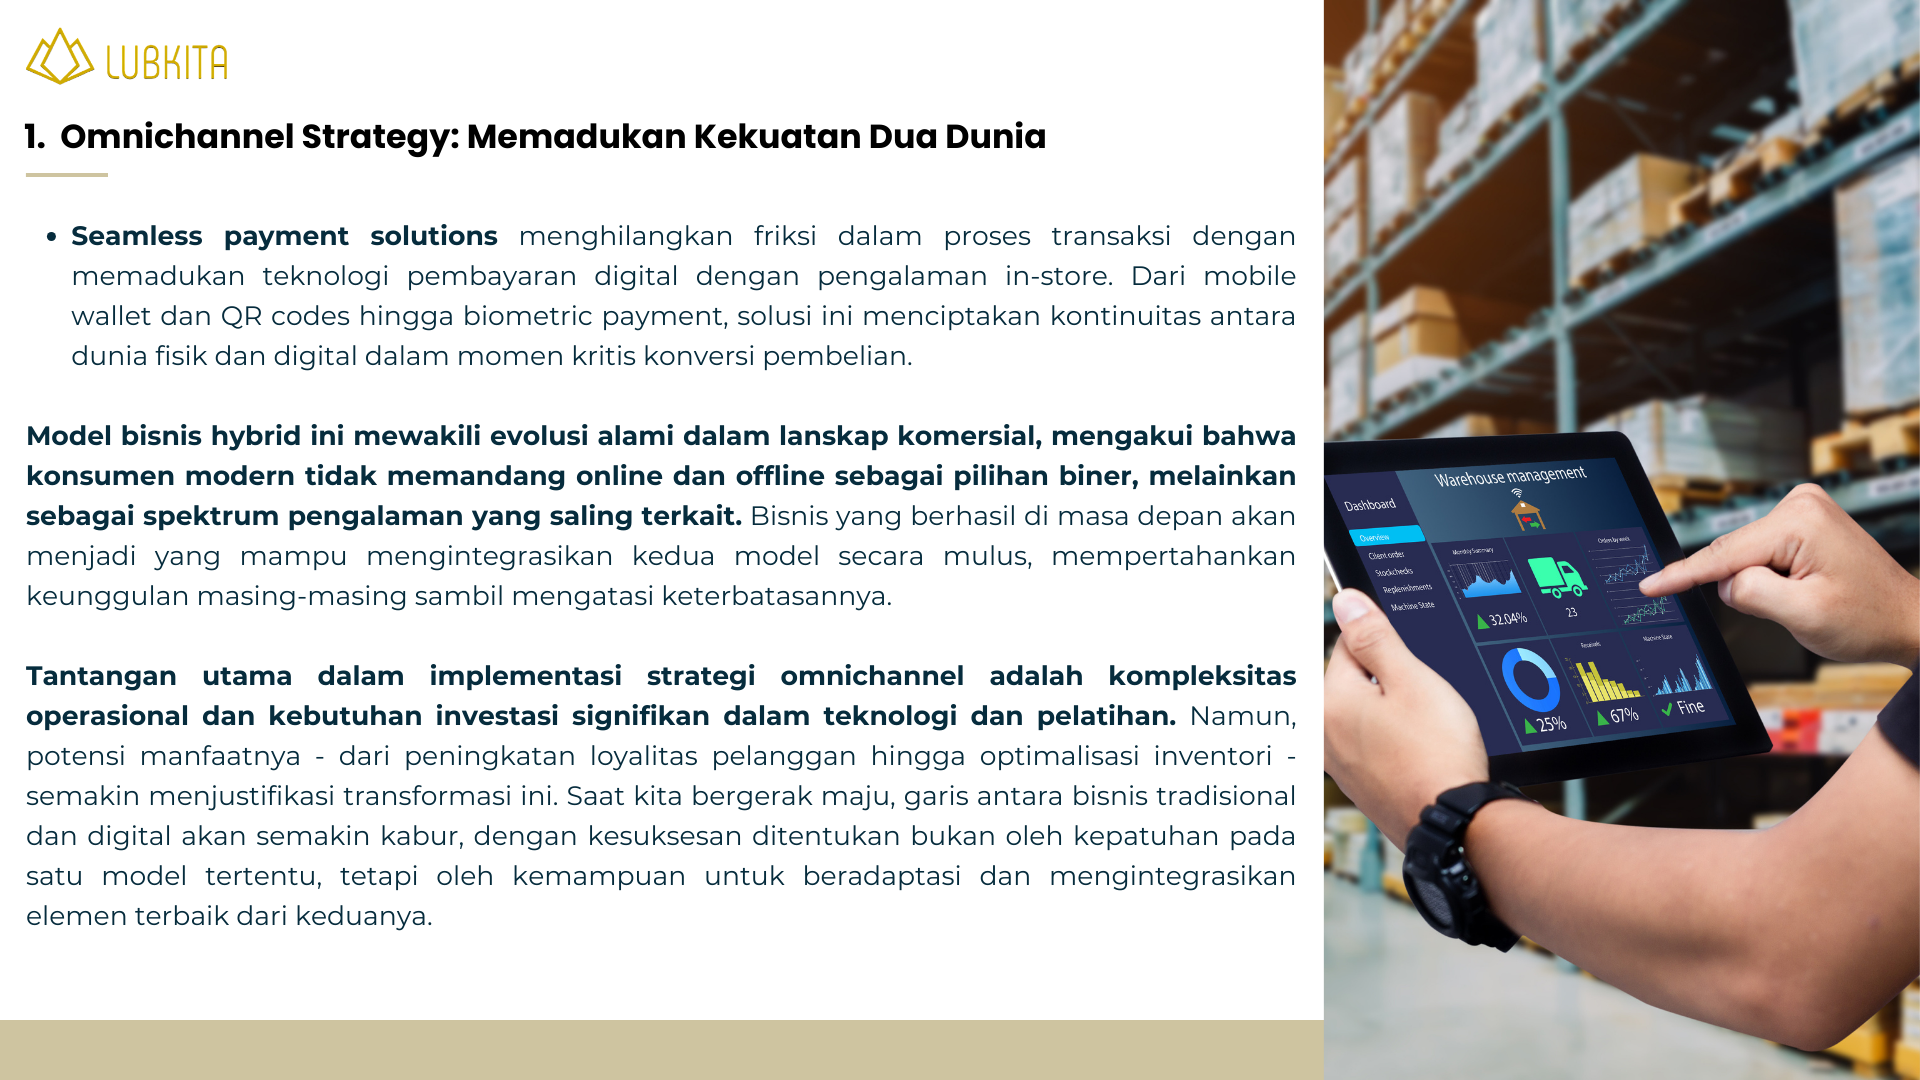 LUBKITA
1. Omnichannel Strategy: Memadukan Kekuatan Dua Dunia
• Seamless payment solutions menghilangkan friksi dalam proses transaksi dengan
memadukan teknologi pembayaran digital dengan pengalaman in-store. Dari mobile
wallet dan QR codes hingga biometric payment, solusi ini menciptakan kontinuitas antara
dunia fisik dan digital dalam momen kritis konversi pembelian.
Model bisnis hybrid ini mewakili evolusi alami dalam lanskap komersial, mengakui bahwa
konsumen modern tidak memandang online dan offline sebagai pilihan biner, melainkan
sebagai spektrum pengalaman yang saling terkait. Bisnis yang berhasil di masa depan akan
menjadi yang mampu mengintegrasikan kedua model secara mulus, mempertahankan
keunggulan masing-masing sambil mengatasi keterbatasannya.
Tantangan utama dalam implementasi strategi omnichannel adalah kompleksitas
operasional dan kebutuhan investasi signifikan dalam teknologi dan pelatihan. Namun,
potensi manfaatnya - dari peningkatan loyalitas pelanggan hingga optimalisasi inventori -
semakin menjustifikasi transformasi ini. Saat kita bergerak maju, garis antara bisnis tradisional
dan digital akan semakin kabur, dengan kesuksesan ditentukan bukan oleh kepatuhan pada
satu model tertentu, tetapi oleh kemampuan untuk beradaptasi dan mengintegrasikan
elemen terbaik dari keduanya.
Warehouse management
Dashboard
Overview
Client order
Stockchecks
Replenishments
Machine State
Monthly Summary
32.04%
23
Orders by week
25%
Receivals
67%
Machine State
Fine